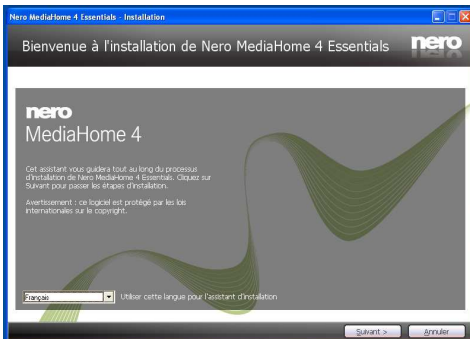 Nero MediaHome 4 Essentials - Installation
Bienvenue à l'installation de Nero MediaHome 4 Essentials
nero
nero
MediaHome 4
Cet assistant vous guidera tout au long du processus
d'installation de Nero MediaHome 4 Essentials. Cliquez sur
Suivant pour passer les étapes d'installation.
Avertissement : ce logiciel est protégé par les lois
internationales sur le copyright.
Français
Utiliser cette langue pour l'assistant d'installation
Suivant >
Annuler